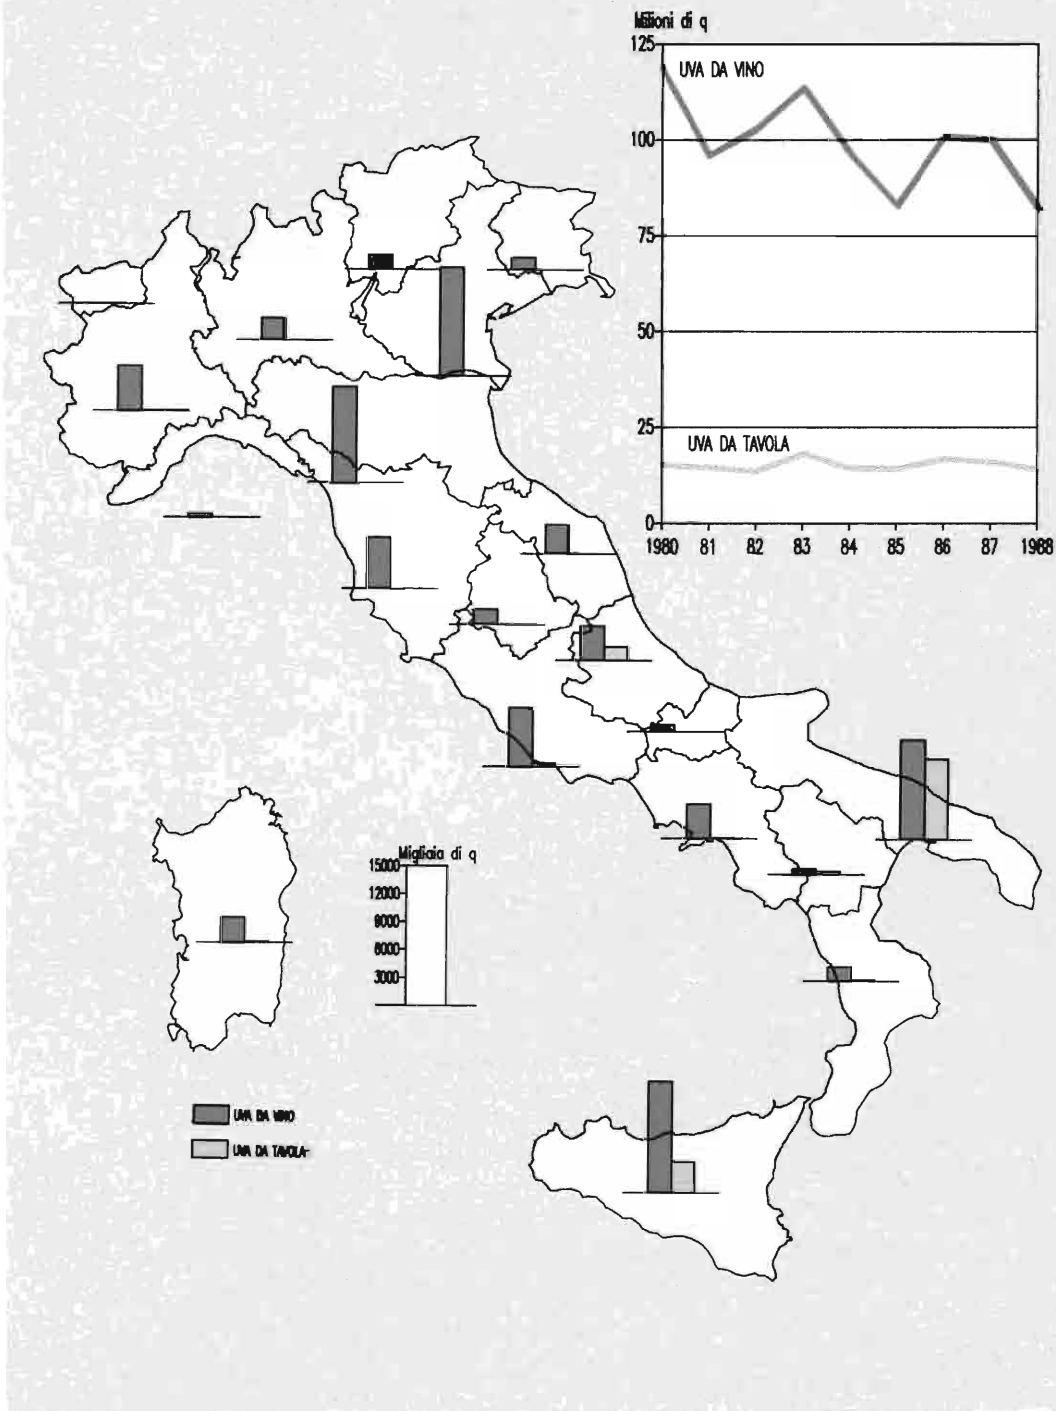 Milioni di q
125
UVA DA VINO
100
75
50
25
UVA DA TAVOLA
0
1980 81 82 83 84 85 86 87 1988
Migliaia di q
15000
12000
9000
6000
3000
UVA DA VINO
UVA DA TAVOLA